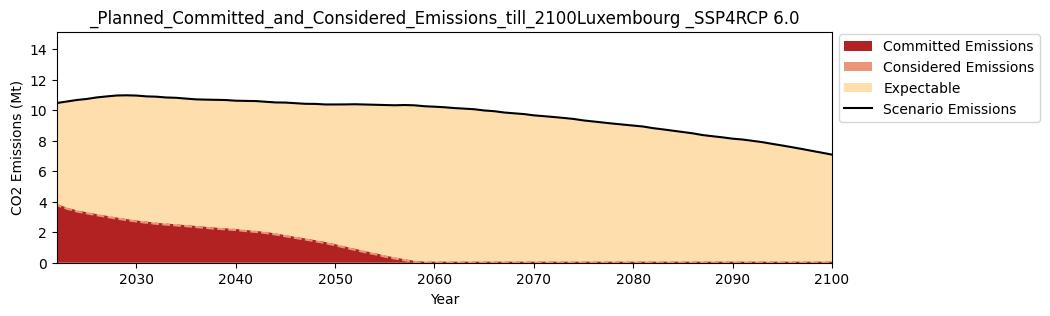 _Planned_Committed_and_Considered_Emissions_till_2100Luxembourg _SSP4RCP 6.0
14
12
10
8
6
4
2
0
CO2 Emissions (Mt)
2030 2040 2050 2060 2070 2080 2090 2100
Year
Committed Emissions
Considered Emissions
Expectable
Scenario Emissions